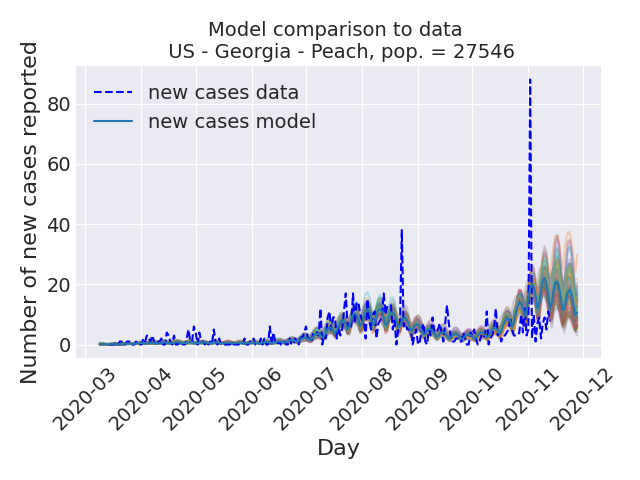 Model comparison to data
US - Georgia - Peach, pop. = 27546
Number of new cases reported
80
60
40
20
0
new cases data
new cases model
2020-03
2020-04
2020-05
2020-06
2020-07
2020-08
2020-09
2020-10
2020-11
2020-12
Day